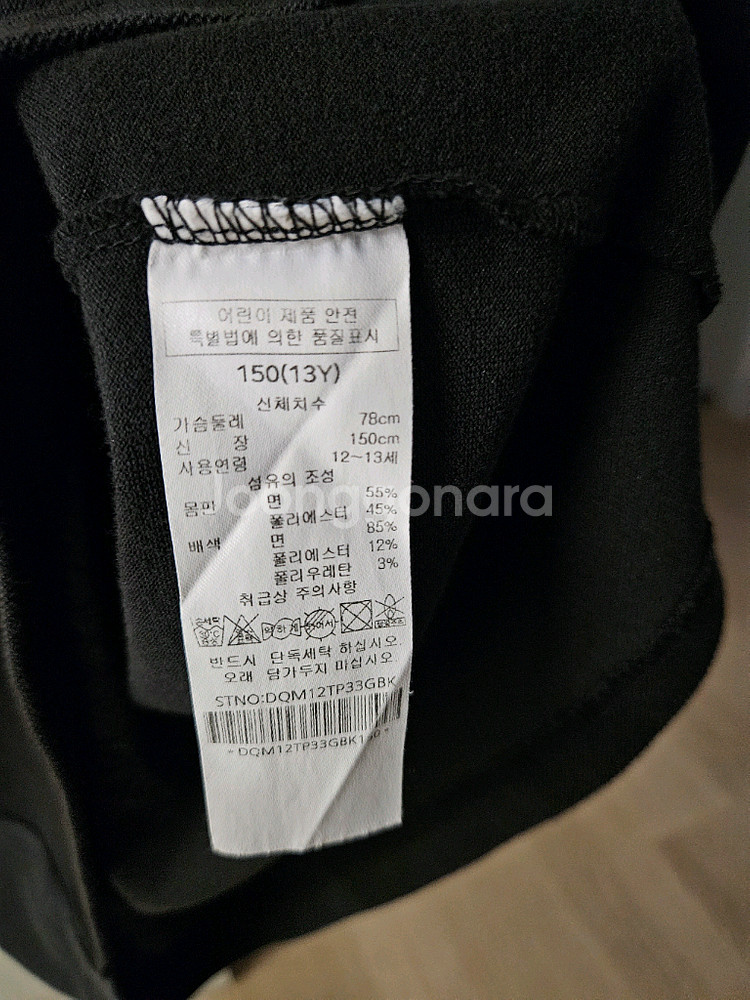 어린이 제품 안전
특별법에 의한 품질표시
150(13Y)
신체치수
가슴둘레 78cm
신 장 150cm
사용연령 12~13세
섬유의 조성
몸판 면 55%
폴리에스터 45%
배색 면 85%
폴리에스터 12%
폴리우레탄 3%
취급상 주의사항
약하게
반드시 단독세탁 하십시오.
오래 담가두지 마십시오.
STNO:DQM12TP33GBK
joonggonara